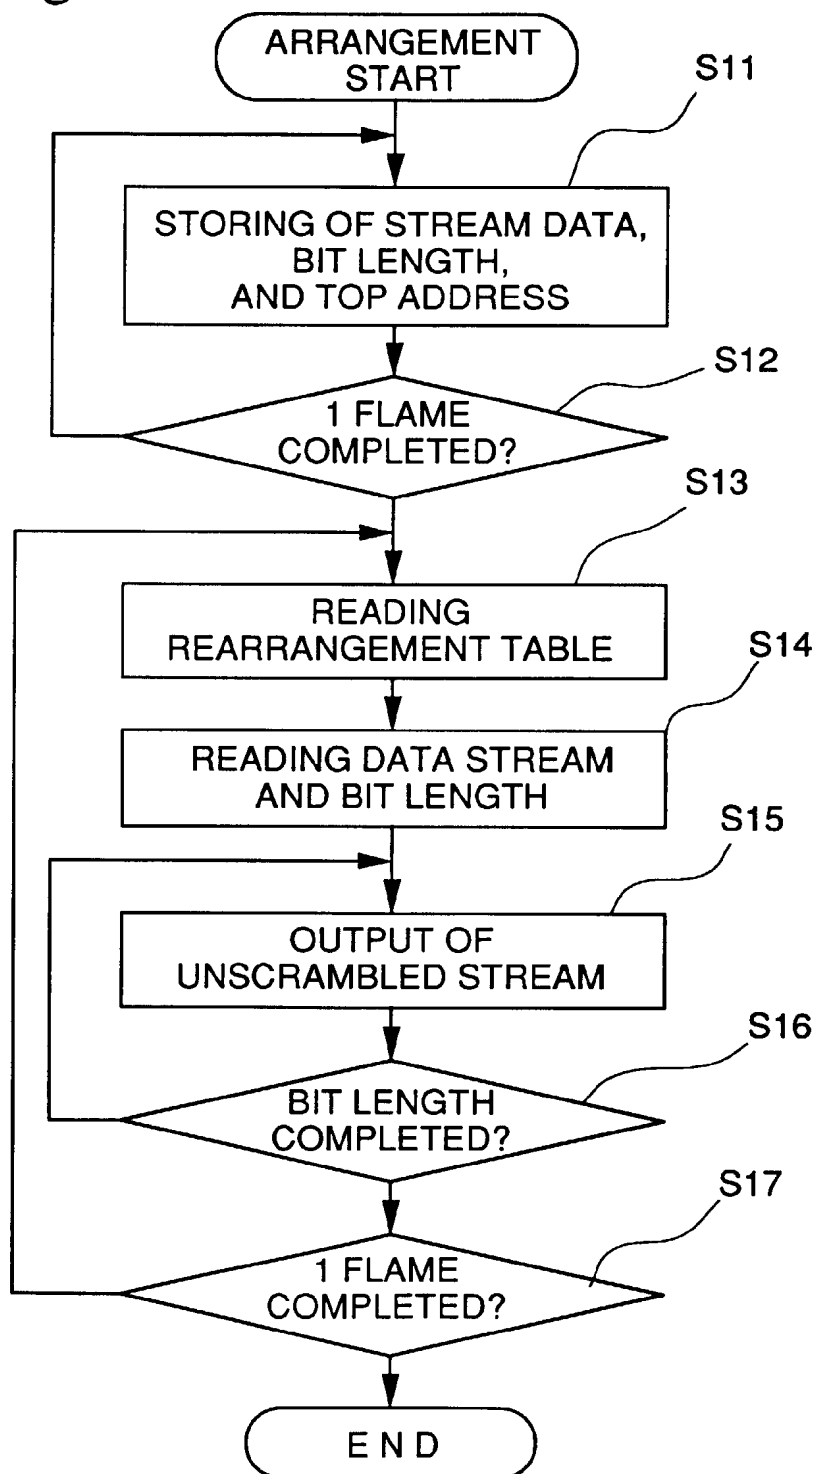 ARRANGEMENT
START
S11
STORING OF STREAM DATA,
BIT LENGTH,
AND TOP ADDRESS
S12
1 FLAME
COMPLETED?
S13
READING
REARRANGEMENT TABLE
S14
READING DATA STREAM
AND BIT LENGTH
S15
OUTPUT OF
UNSCRAMBLED STREAM
S16
BIT LENGTH
COMPLETED?
S17
1 FLAME
COMPLETED?
E N D